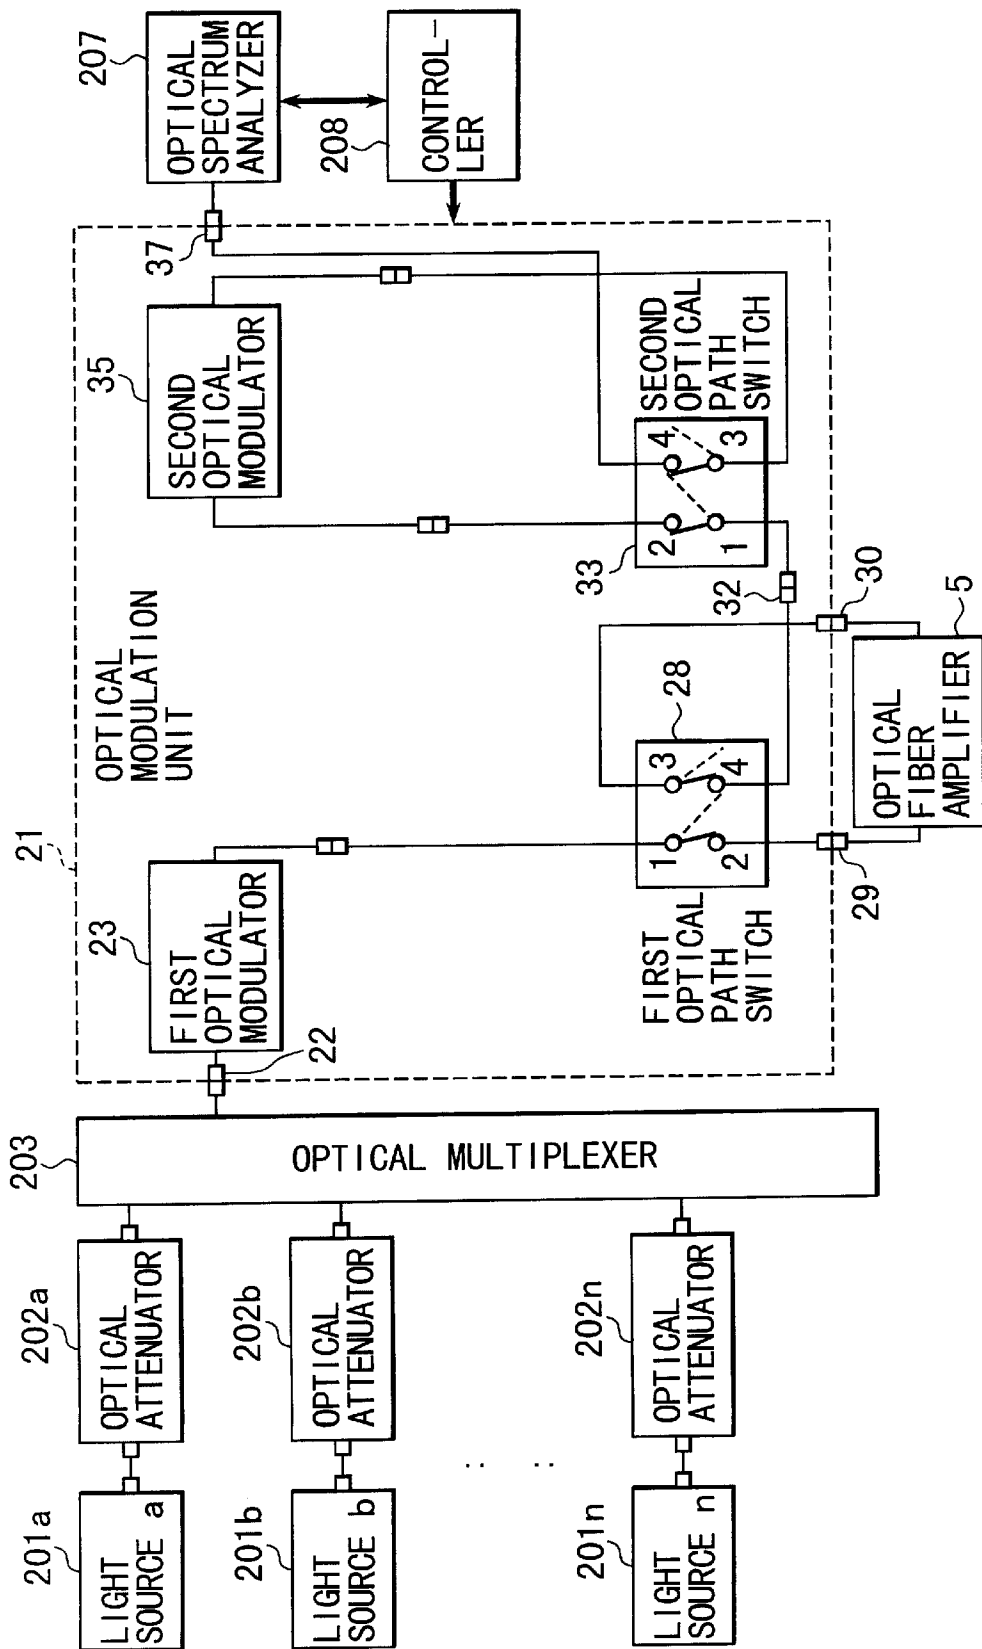 201a
LIGHT
SOURCE a
202a
OPTICAL
ATTENUATOR
201b
LIGHT
SOURCE b
202b
OPTICAL
ATTENUATOR
.. ..
201n
LIGHT
SOURCE n
202n
OPTICAL
ATTENUATOR
203
OPTICAL MULTIPLEXER
21
OPTICAL
MODULATION
UNIT
22
23
FIRST
OPTICAL
MODULATOR
FIRST
OPTICAL
PATH
SWITCH
28
1
3
2
4
29
30
5
OPTICAL
FIBER
AMPLIFIER
32
33
2
4
1
3
SECOND
OPTICAL
PATH
SWITCH
35
SECOND
OPTICAL
MODULATOR
37
207
OPTICAL
SPECTRUM
ANALYZER
208
CONTROL-
LER